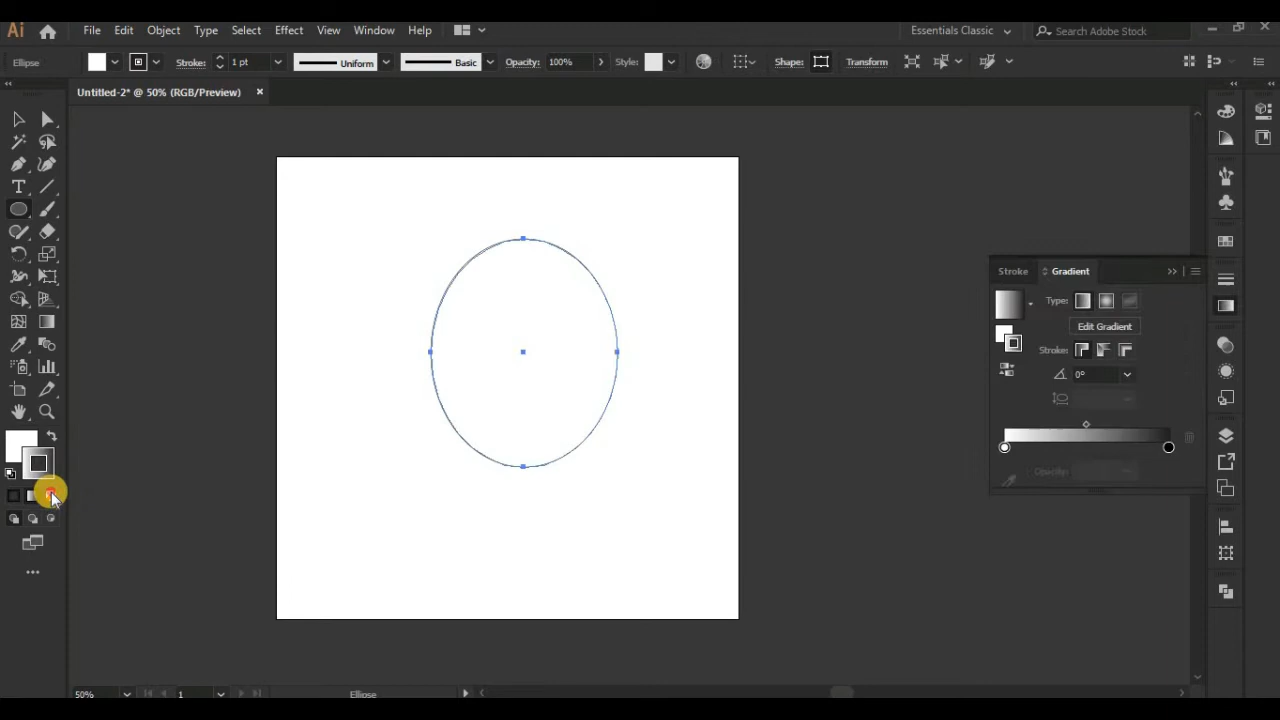 Ai File Edit Object Type Select Effect View Window Help Essentials Classic Search Adobe Stock
Ellipse Stroke: 1 pt Uniform Basic Opacity: 100% Style: Shape: Transform
Untitled-2* @ 50% (RGB/Preview) ×
Stroke Gradient
Type:
Edit Gradient
Stroke:
0°
Opacity:
50% 1 Ellipse